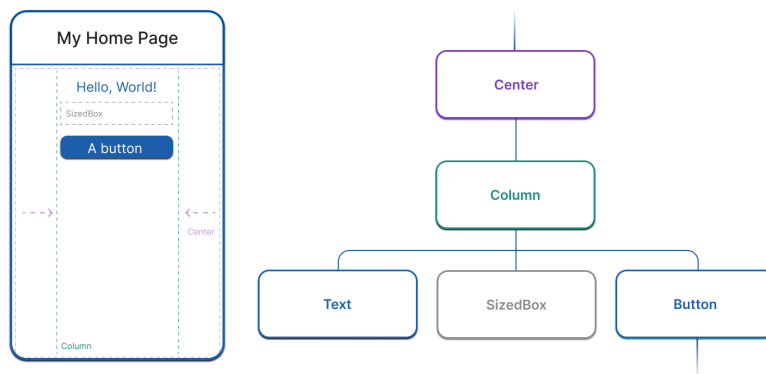 My Home Page
Hello, World!
SizedBox
A button
Center
Column
Center
Column
Text
SizedBox
Button